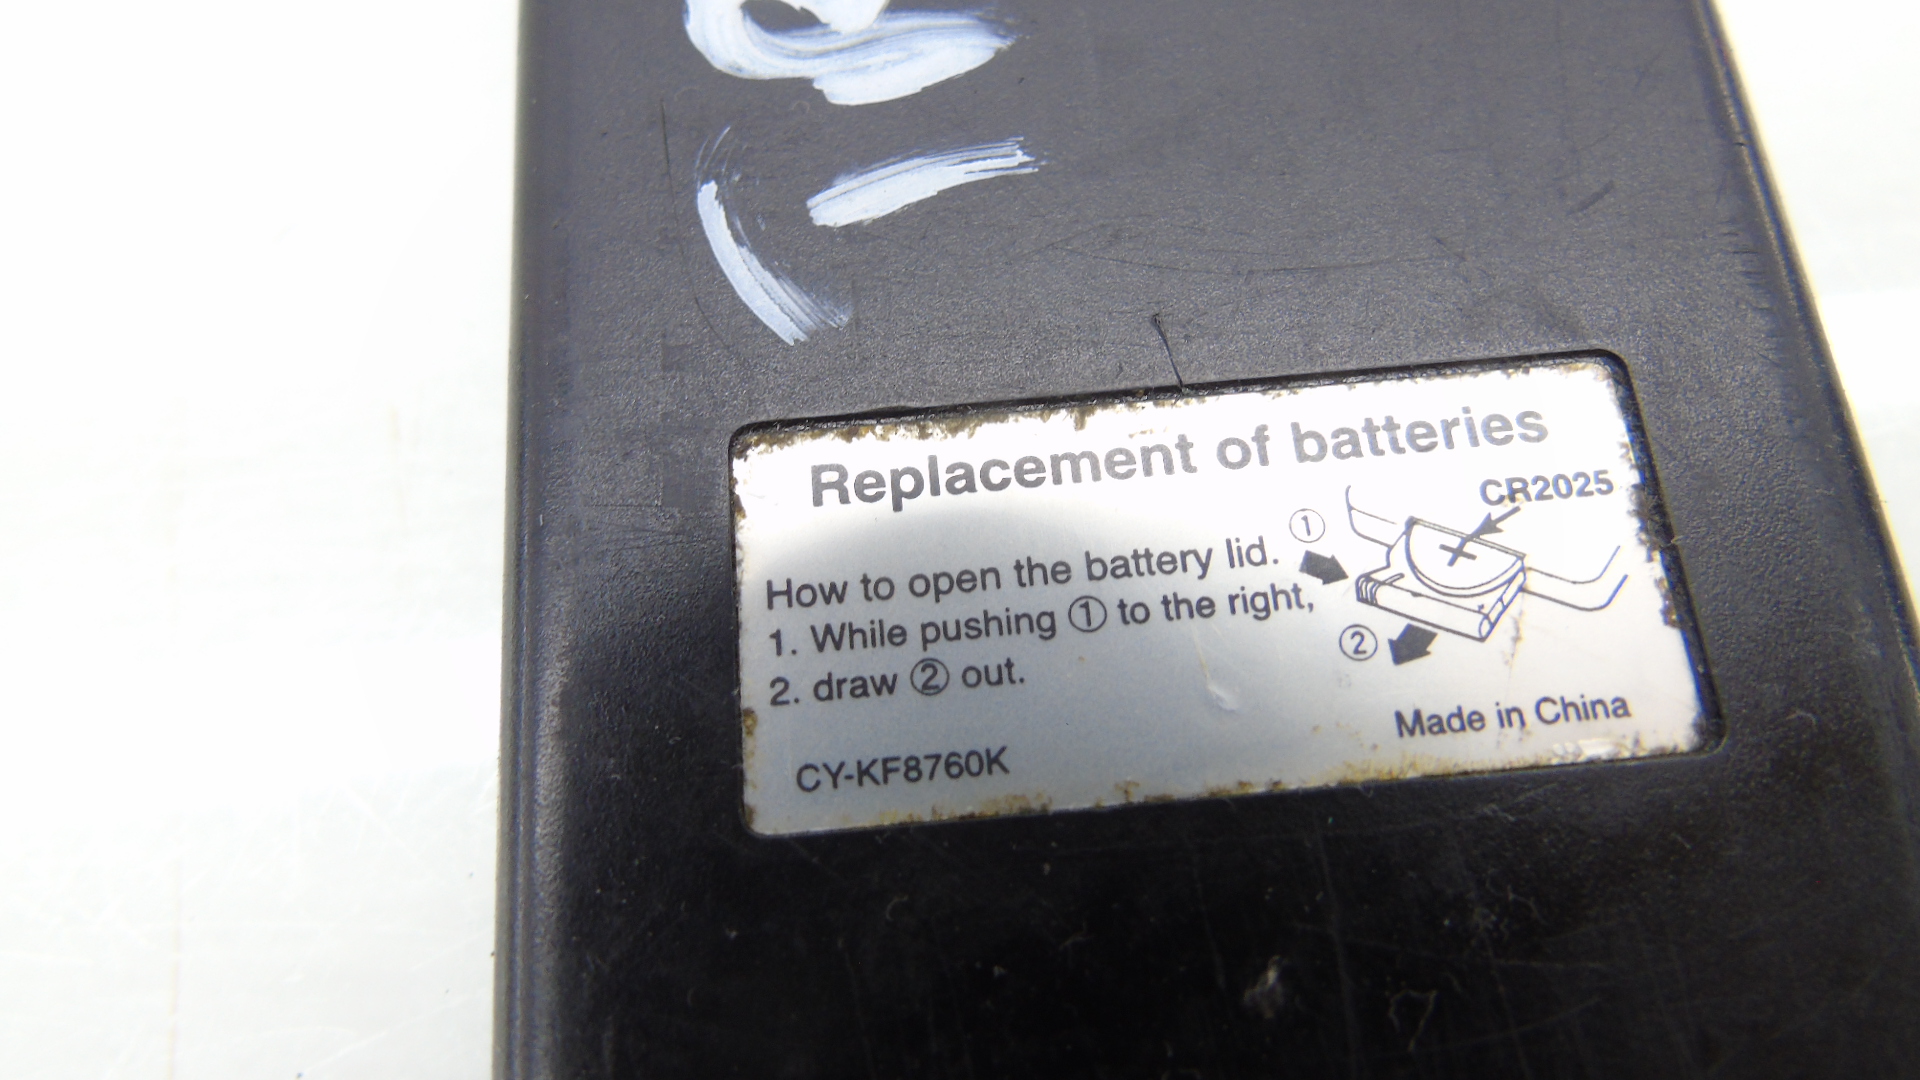 Replacement of batteries
CR2025
①
How to open the battery lid.
1. While pushing ① to the right,
②
2. draw ② out.
Made in China
CY-KF8760K